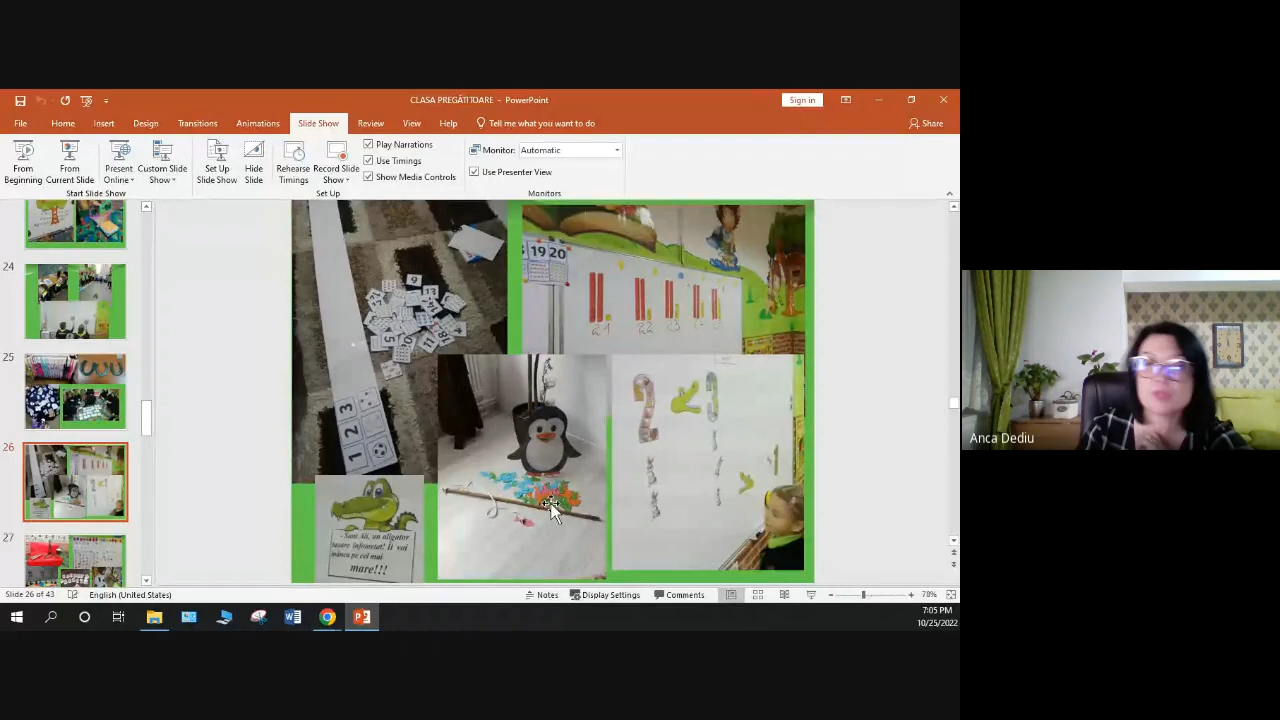 CLASA PREGĂTITOARE - PowerPoint
Sign in
File Home Insert Design Transitions Animations Slide Show Review View Help Tell me what you want to do Share
From Beginning
From Current Slide
Present Online
Custom Slide Show
Set Up Slide Show
Hide Slide
Rehearse Timings
Record Slide Show
Play Narrations
Use Timings
Show Media Controls
Monitor: Automatic
Use Presenter View
Start Slide Show
Set Up
Monitors
24
25
26
27
19 20
21 22
1 2 3
-Sunt Ali, un aligator
mare!!!
Anca Dediu
Slide 26 of 43
English (United States)
Notes
Display Settings
Comments
78%
7:05 PM
10/25/2022